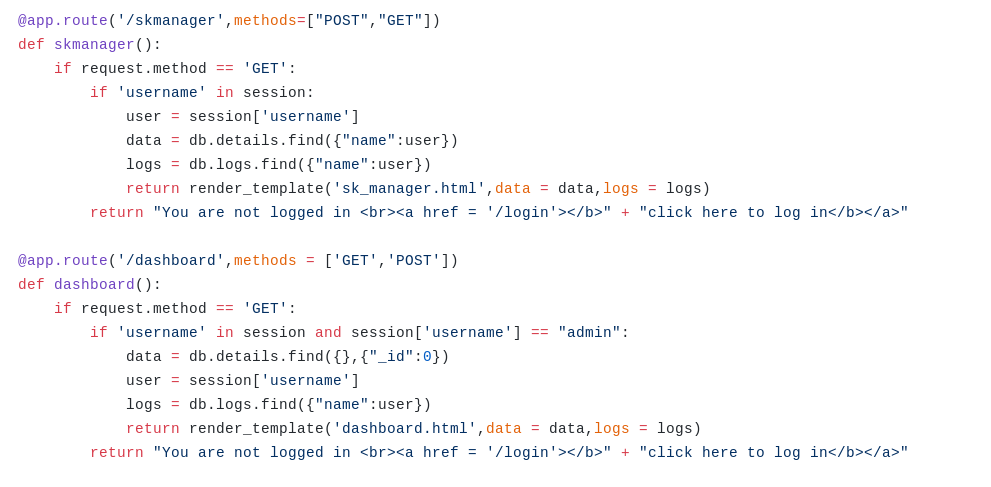 @app.route('/skmanager',methods=["POST","GET"])
def skmanager():
    if request.method == 'GET':
        if 'username' in session:
            user = session['username']
            data = db.details.find({"name":user})
            logs = db.logs.find({"name":user})
            return render_template('sk_manager.html',data = data,logs = logs)
        return "You are not logged in <br><a href = '/login'></b>" + "click here to log in</b></a>"

@app.route('/dashboard',methods = ['GET','POST'])
def dashboard():
    if request.method == 'GET':
        if 'username' in session and session['username'] == "admin":
            data = db.details.find({},{"_id":0})
            user = session['username']
            logs = db.logs.find({"name":user})
            return render_template('dashboard.html',data = data,logs = logs)
        return "You are not logged in <br><a href = '/login'></b>" + "click here to log in</b></a>"